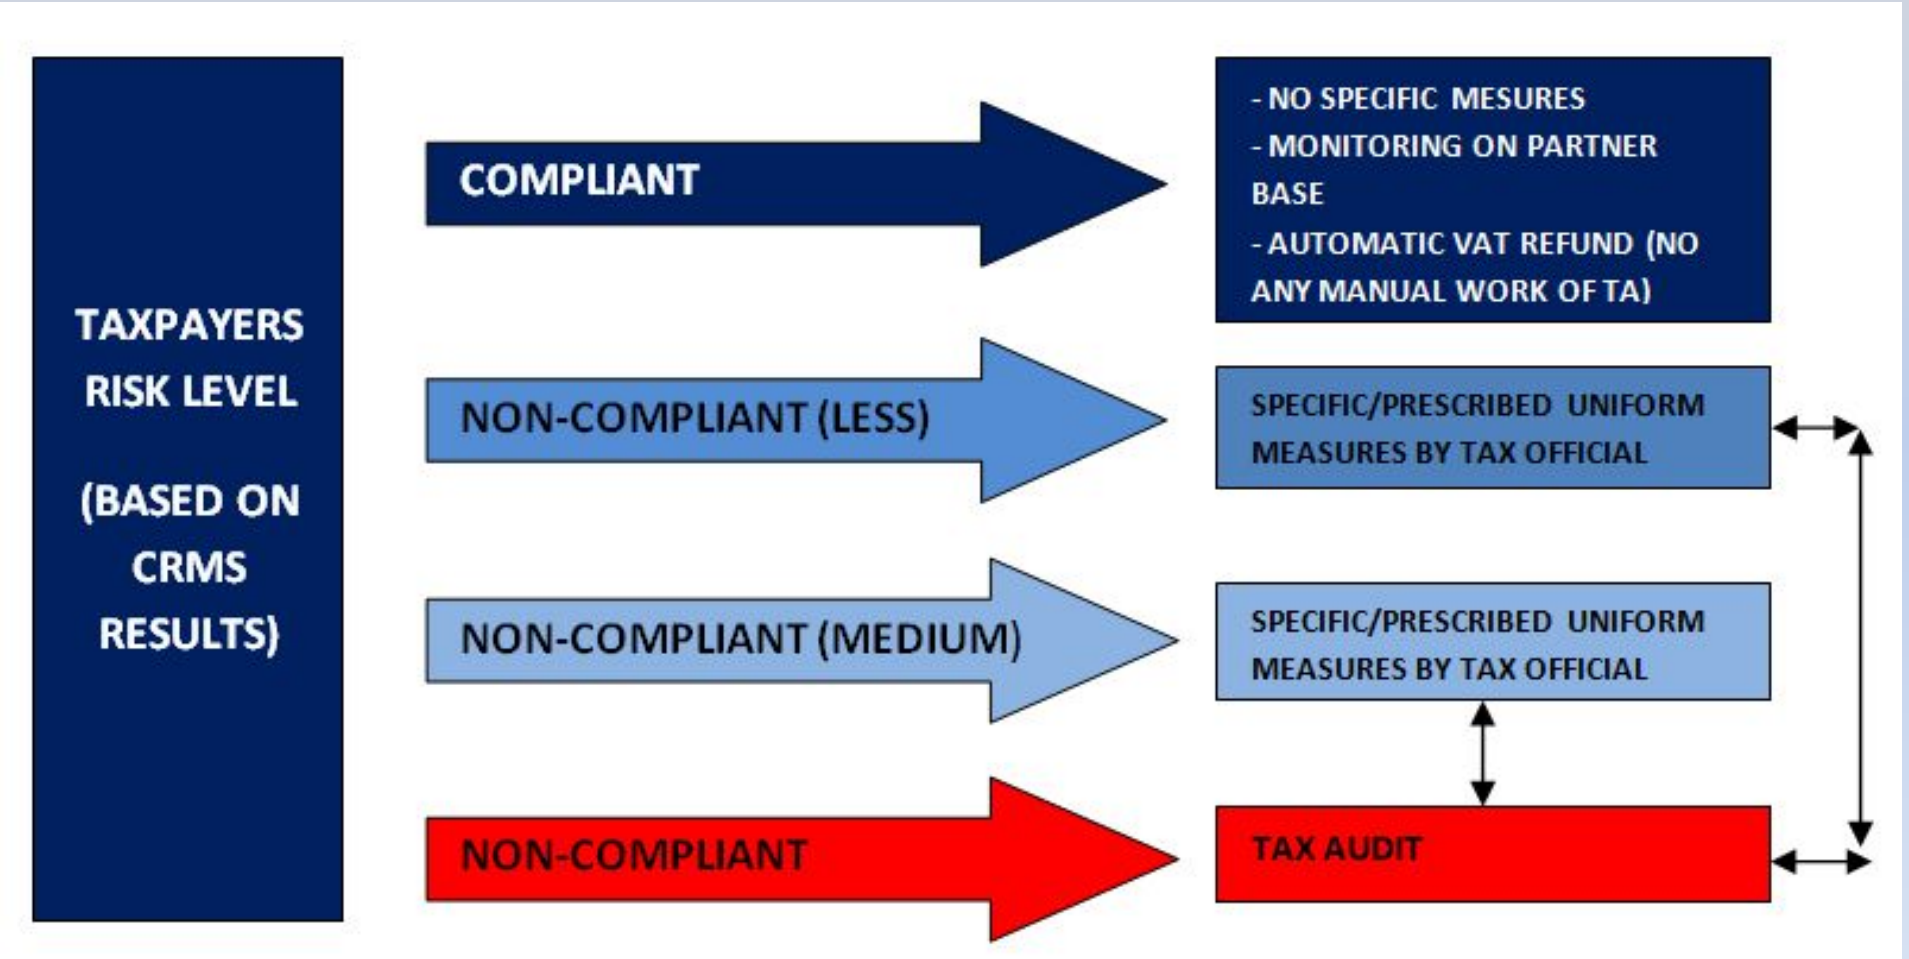 TAXPAYERS
RISK LEVEL
(BASED ON
CRMS
RESULTS)
COMPLIANT
- NO SPECIFIC MESURES
- MONITORING ON PARTNER
BASE
- AUTOMATIC VAT REFUND (NO
ANY MANUAL WORK OF TA)
NON-COMPLIANT (LESS)
SPECIFIC/PRESCRIBED UNIFORM
MEASURES BY TAX OFFICIAL
NON-COMPLIANT (MEDIUM)
SPECIFIC/PRESCRIBED UNIFORM
MEASURES BY TAX OFFICIAL
NON-COMPLIANT
TAX AUDIT